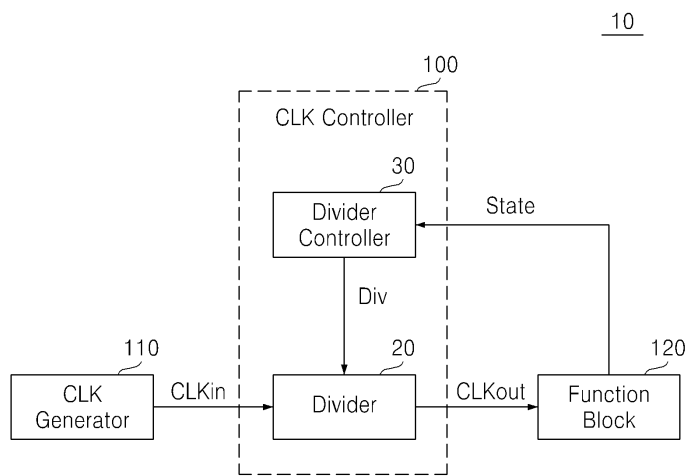 10
100
CLK Controller
30
Divider
Controller
State
Div
110
20
120
CLK
Generator
CLKin
Divider
CLKout
Function
Block